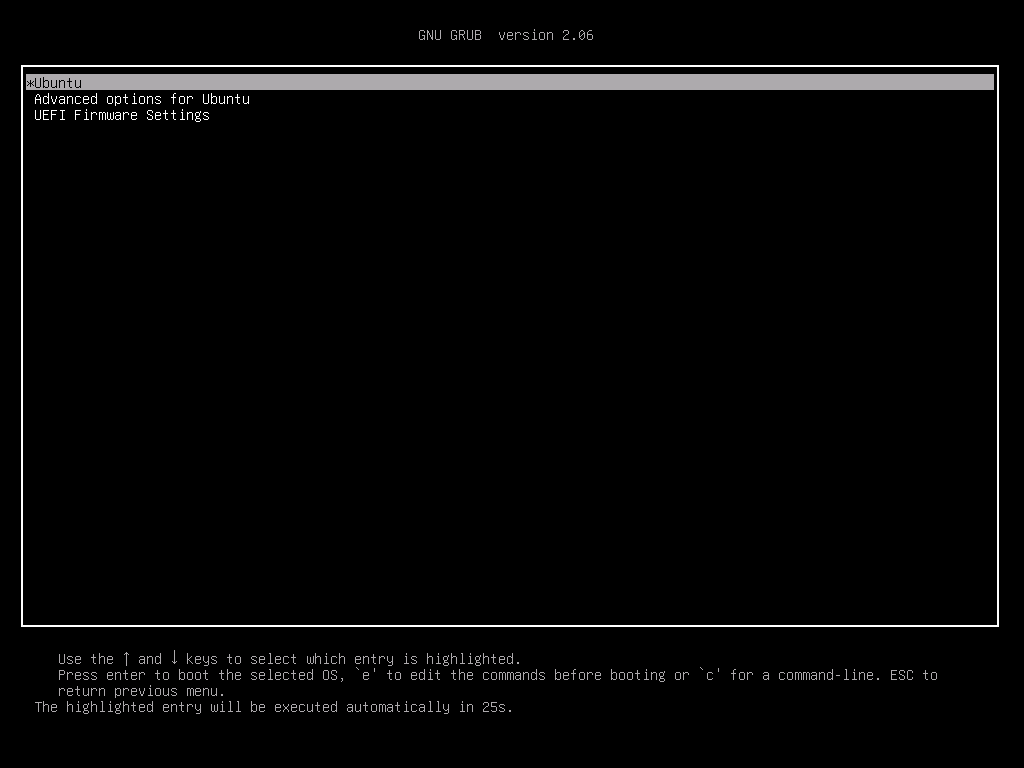 GNU GRUB  version 2.06
*Ubuntu
Advanced options for Ubuntu
UEFI Firmware Settings
Use the ↑ and ↓ keys to select which entry is highlighted.
Press enter to boot the selected OS, `e' to edit the commands before booting or `c' for a command-line. ESC to
return previous menu.
The highlighted entry will be executed automatically in 25s.